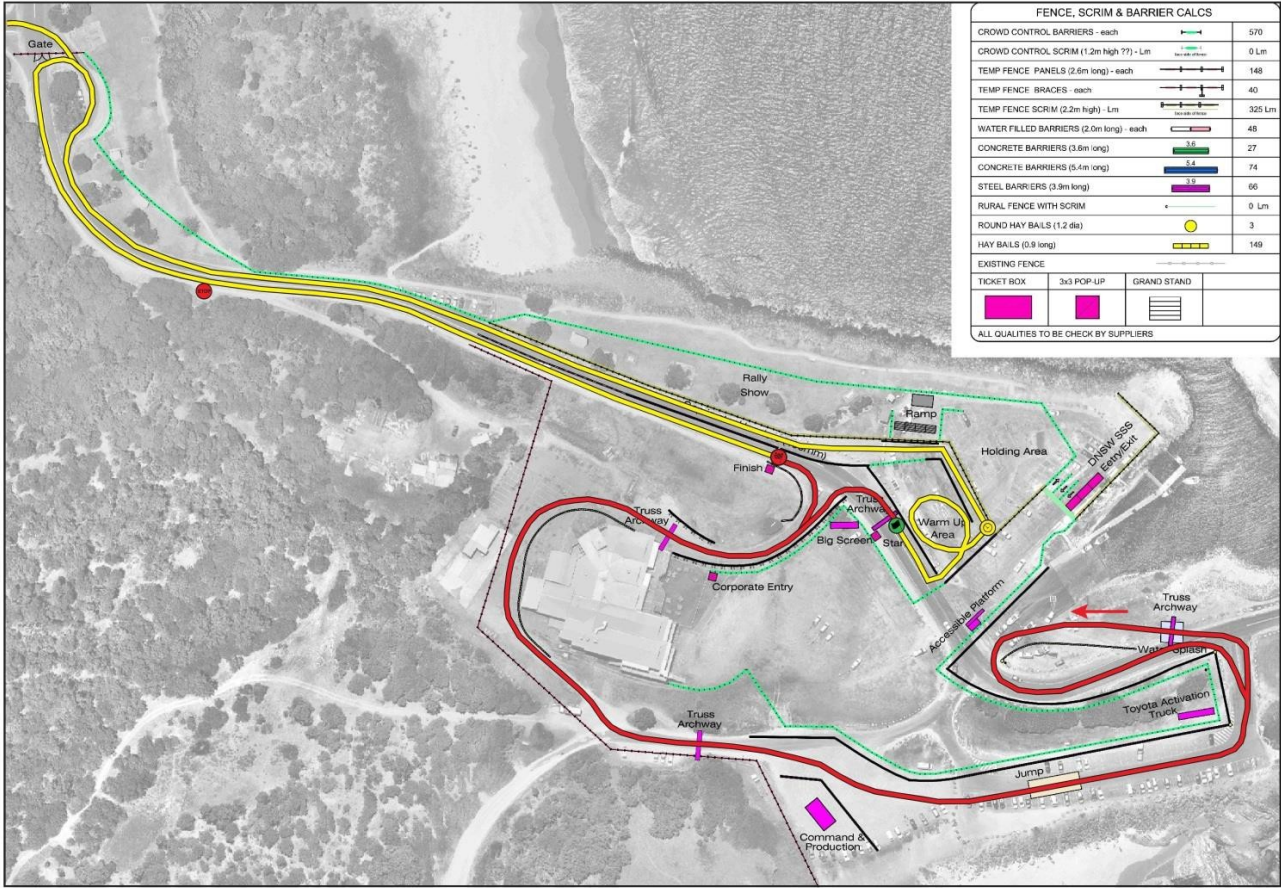 FENCE, SCRIM & BARRIER CALCS
CROWD CONTROL BARRIERS - each 570
CROWD CONTROL SCRIM (1.2m high ??) - Lm 0 Lm
TEMP FENCE PANELS (2.6m long) - each 148
TEMP FENCE BRACES - each 40
TEMP FENCE SCRIM (2.2m high) - Lm 325 Lm
WATER FILLED BARRIERS (2.0m long) - each 48
CONCRETE BARRIERS (3.6m long) 3.6 27
CONCRETE BARRIERS (5.4m long) 5.4 74
STEEL BARRIERS (3.9m long) 3.9 66
RURAL FENCE WITH SCRIM 0 Lm
ROUND HAY BAILS (1.2 dia) 3
HAY BAILS (0.9 long) 149
EXISTING FENCE
TICKET BOX 3x3 POP-UP GRAND STAND
ALL QUALITIES TO BE CHECK BY SUPPLIERS
Gate
STOP
Rally
Show
Ramp
Holding Area
DNSW SSS
Eetry/Exit
Finish
Truss
Archway
Truss
Archway
Big Screen
Star
Warm Up
Area
Corporate Entry
Accessible Platform
Truss
Archway
Water Splash
Toyota Activation
Truck
Truss
Archway
Jump
Command &
Production